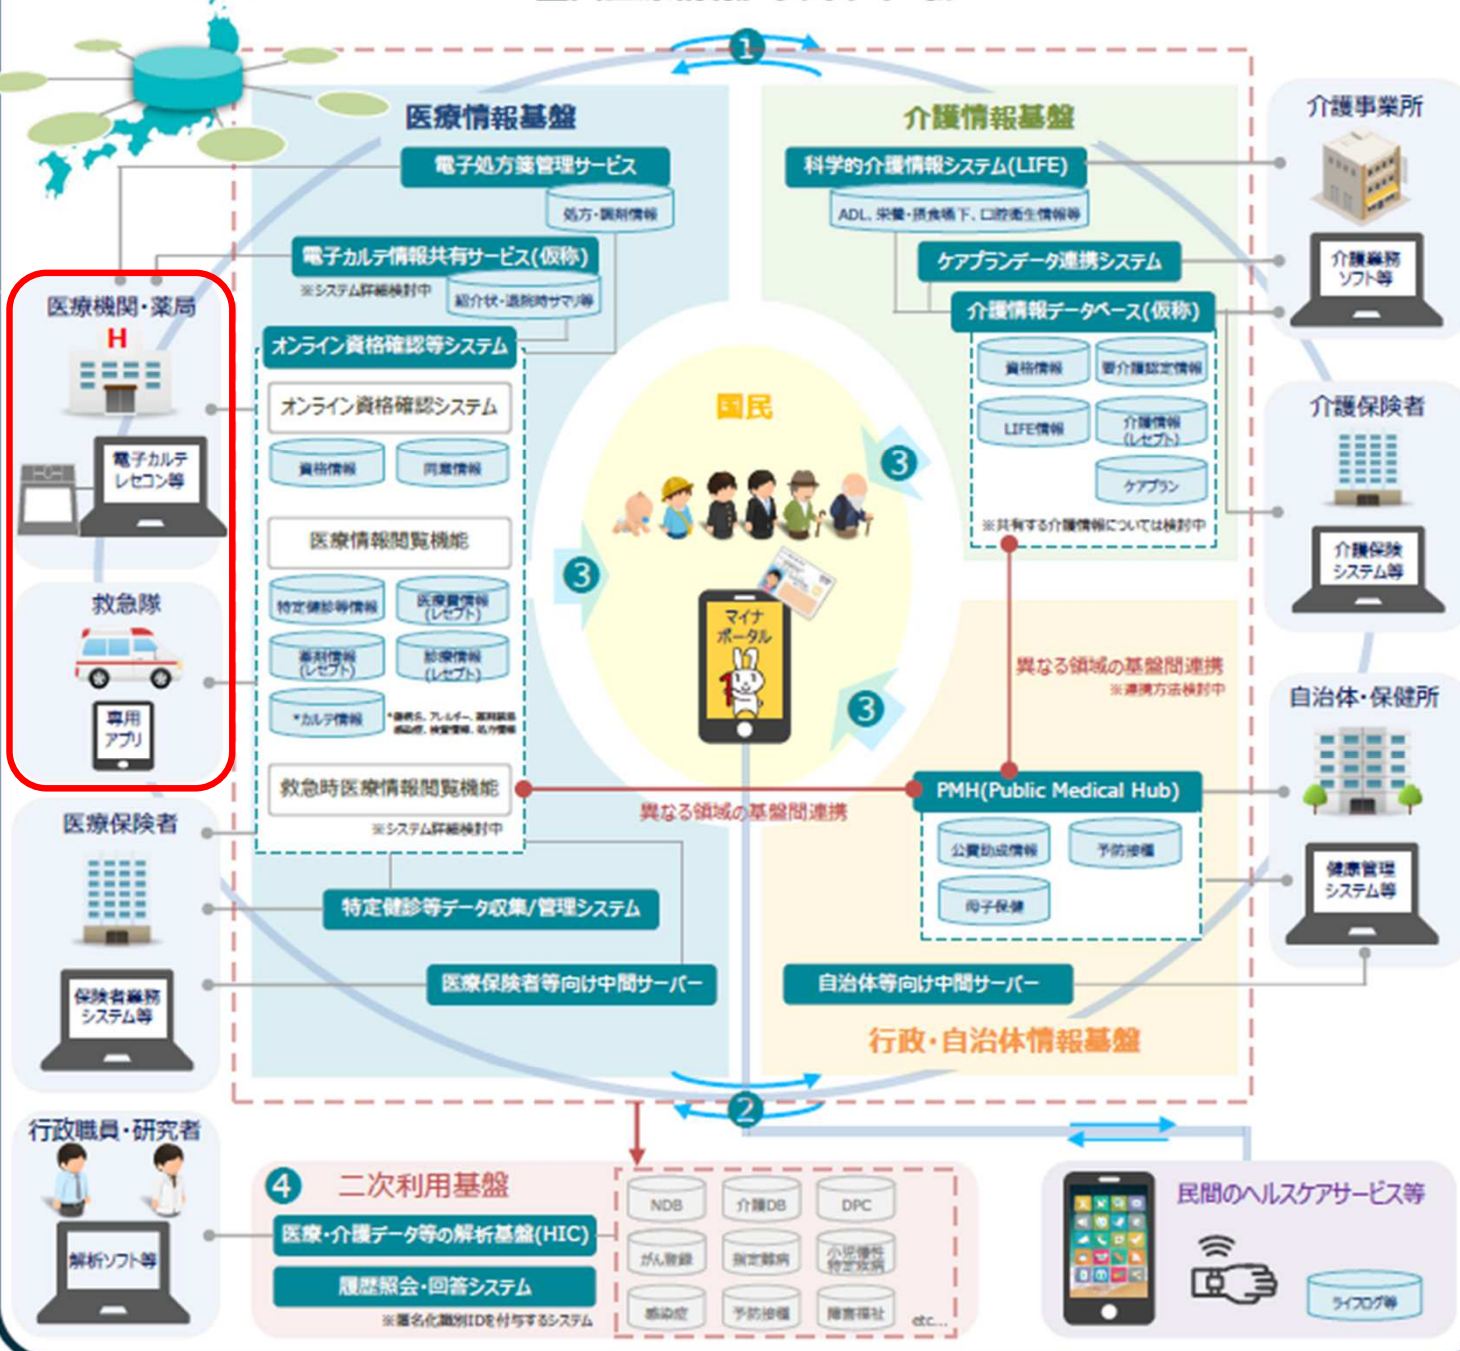 1
医療情報基盤
電子処方箋管理サービス
処方・調剤情報
電子カルテ情報共有サービス(仮称)
※システム詳細検討中
紹介状・退院時サマリ等
オンライン資格確認等システム
オンライン資格確認システム
資格情報
同意情報
医療情報閲覧機能
特定健診等情報
医療費情報
(レセプト)
薬剤情報
(レセプト)
診療情報
(レセプト)
*カルテ情報
救急時医療情報閲覧機能
※システム詳細検討中
特定健診等データ収集/管理システム
医療保険者等向け中間サーバー
介護情報基盤
科学的介護情報システム(LIFE)
ADL、栄養・摂食嚥下、口腔衛生情報等
ケアプランデータ連携システム
介護情報データベース(仮称)
資格情報
要介護認定情報
LIFE情報
介護情報
(レセプト)
ケアプラン
※共有する介護情報については検討中
国民
3
3
3
マイナ
ポータル
異なる領域の基盤間連携
※連携方法検討中
異なる領域の基盤間連携
PMH(Public Medical Hub)
公費助成情報
予防接種
母子保健
自治体等向け中間サーバー
行政・自治体情報基盤
2
医療機関・薬局
H
電子カルテ
レセコン等
救急隊
専用
アプリ
医療保険者
保険者業務
システム等
行政職員・研究者
解析ソフト等
介護事業所
介護業務
ソフト等
介護保険者
介護保険
システム等
自治体・保健所
健康管理
システム等
4
二次利用基盤
医療・介護データ等の解析基盤(HIC)
履歴照会・回答システム
※匿名化識別IDを付与するシステム
NDB
介護DB
DPC
がん登録
指定難病
小児慢性
特定疾病
感染症
予防接種
障害福祉
etc...
民間のヘルスケアサービス等
ライフログ等